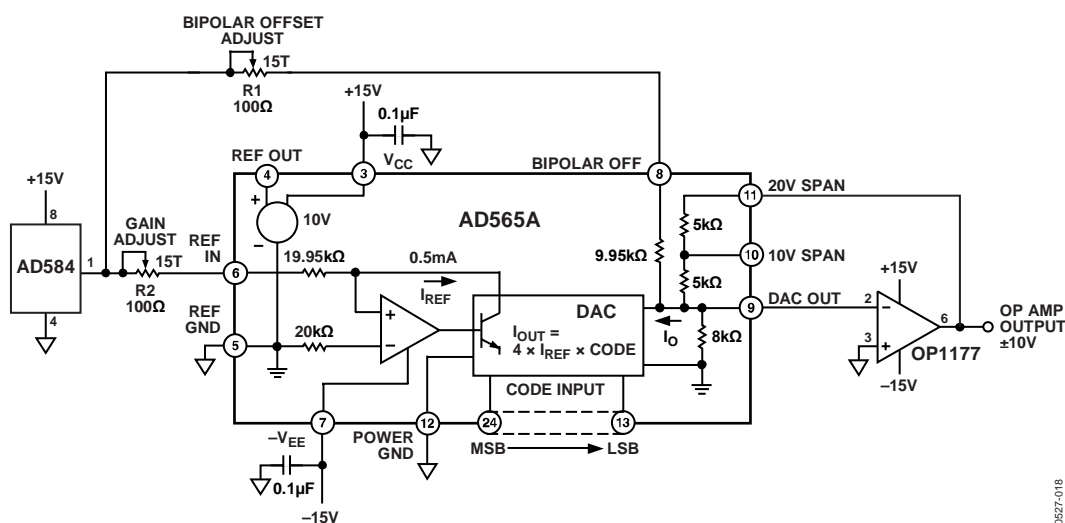 BIPOLAR OFFSET
ADJUST
15T
R1
100Ω
+15V
0.1µF
REF OUT
VCC
BIPOLAR OFF
4
3
8
+15V
8
AD584
1
4
GAIN
ADJUST
15T
R2
100Ω
REF
IN
6
+
10V
–
AD565A
19.95kΩ
0.5mA
IREF
9.95kΩ
5kΩ
5kΩ
11
20V SPAN
10
10V SPAN
9
DAC OUT
REF
GND
5
20kΩ
+
–
DAC
IOUT =
4 × IREF × CODE
IO
8kΩ
CODE INPUT
+15V
2
–
3
+
6
OP1177
–15V
OP AMP
OUTPUT
±10V
7
12
24
13
–VEE
POWER
GND
MSB
LSB
0.1µF
–15V
0527-018